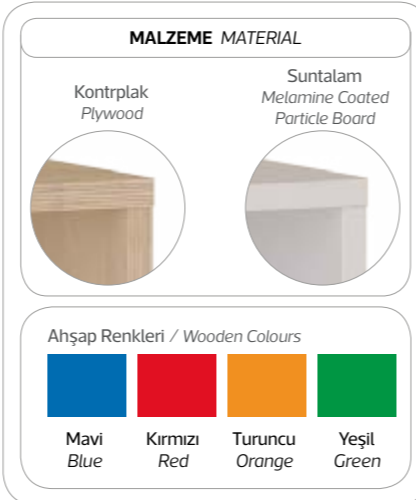 MALZEME MATERIAL
Kontrplak
Plywood
Suntalam
Melamine Coated
Particle Board
Ahşap Renkleri / Wooden Colours
Mavi
Blue
Kırmızı
Red
Turuncu
Orange
Yeşil
Green